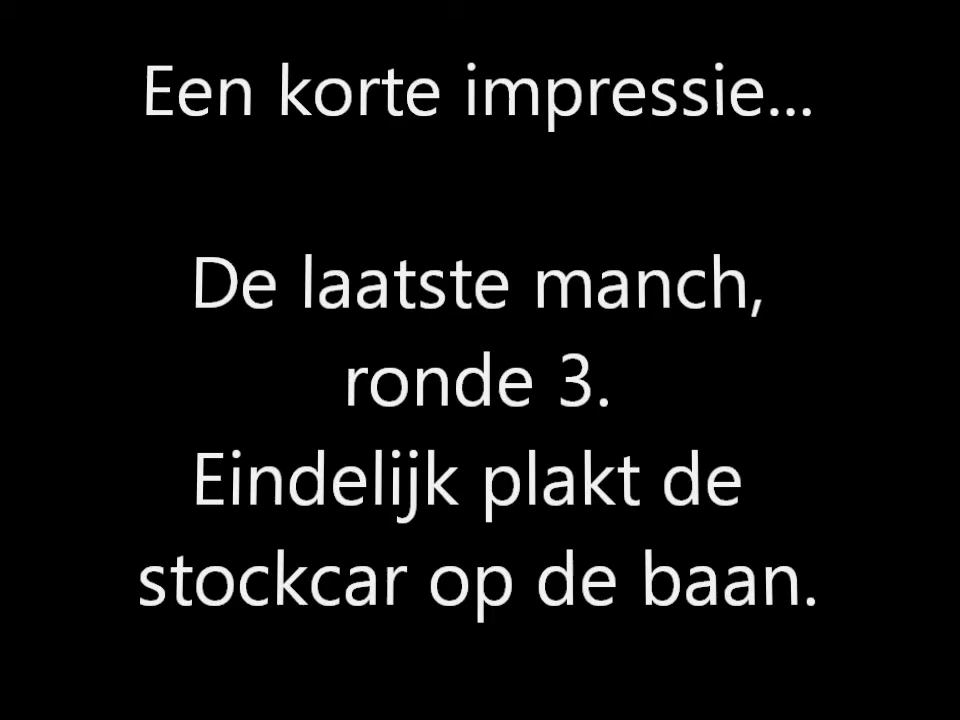 Een korte impressie...
De laatste manch,
ronde 3.
Eindelijk plakt de
stockcar op de baan.